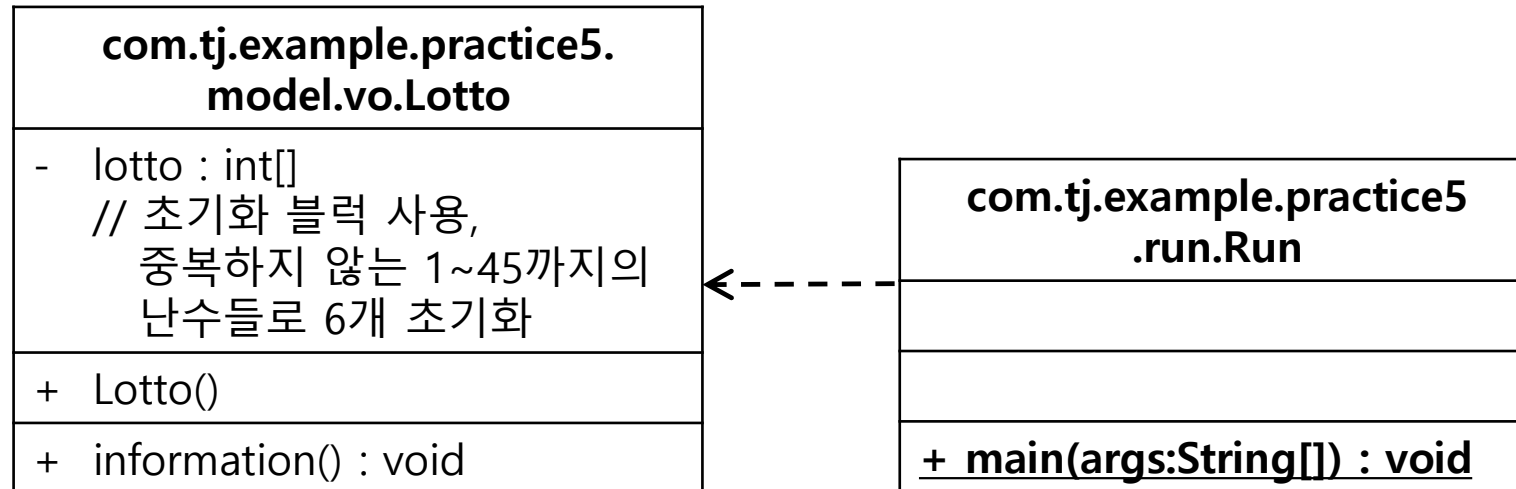 com.tj.example.practice5.
model.vo.Lotto
- lotto : int[]
// 초기화 블럭 사용,
중복하지 않는 1~45까지의
난수들로 6개 초기화
+ Lotto()
+ information() : void
com.tj.example.practice5
.run.Run
+ main(args:String[]) : void